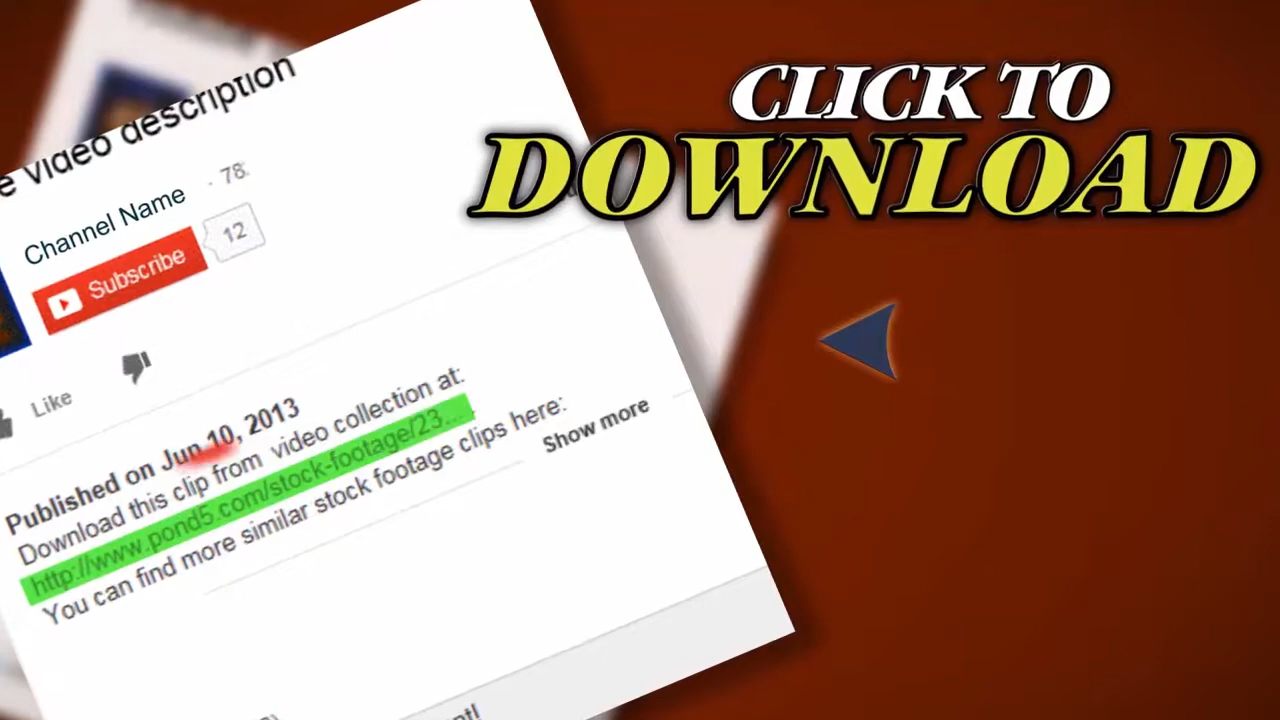 CLICK TO
DOWNLOAD
video description
Channel Name
Subscribe
12
Like
Published on Jun 10, 2013
Download this clip from video collection at:
http://www.pond5.com/stock-footage/23...
You can find more similar stock footage clips here:
Show more